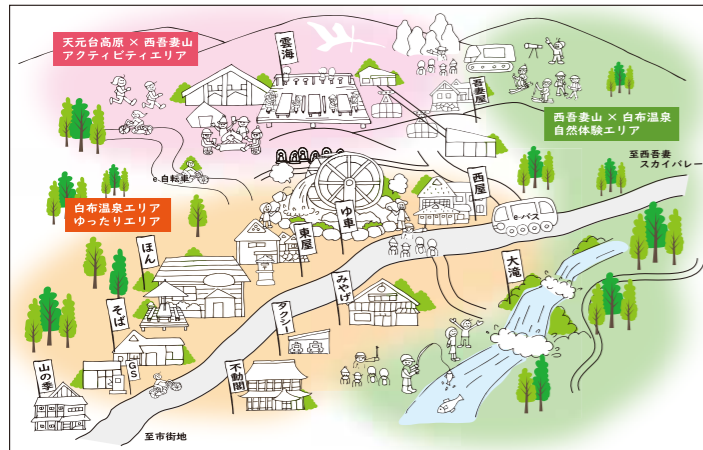 天元台高原 × 西吾妻山
アクティビティエリア
雲海
吾妻屋
西吾妻山 × 白布温泉
自然体験エリア
至西吾妻
スカイバレー
e-自転車
白布温泉エリア
ゆったりエリア
西屋
e-バス
ゆ車
東屋
大滝
ほん
みやげ
そば
タクシー
GS
不動閣
山の季
至市街地